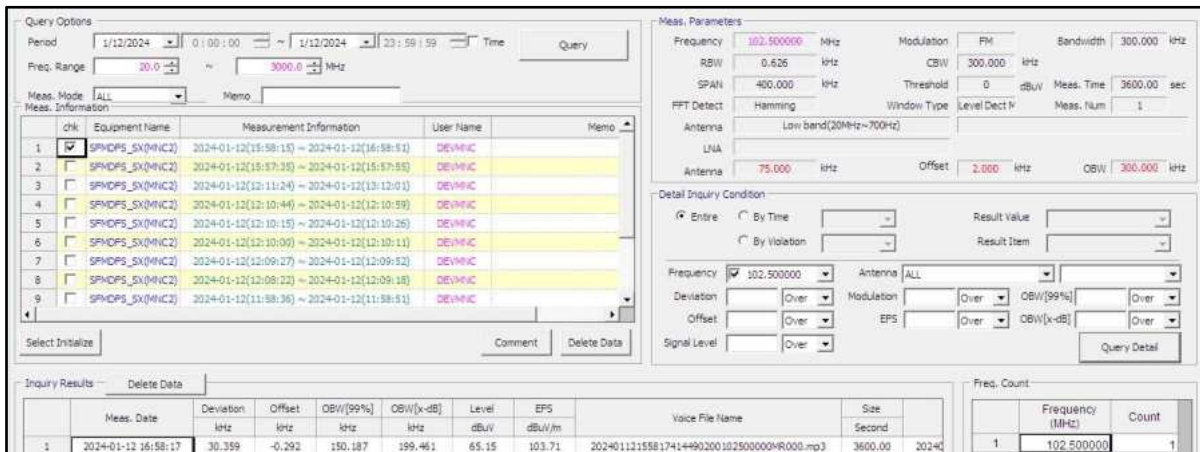 Query Options
Period 1/12/2024 0:00:00 ~ 1/12/2024 23:59:59 Time Query
Freq. Range 20.0 ~ 3000.0 MHz
Meas. Mode ALL Memo
Meas. Information
chk Equipment Name Measurement Information User Name Memo
1 SFMDFS_SX(MNC2) 2024-01-12(15:58:15) ~ 2024-01-12(16:58:51) DEVMNC
2 SFMDFS_SX(MNC2) 2024-01-12(15:57:35) ~ 2024-01-12(15:57:55) DEVMNC
3 SFMDFS_SX(MNC2) 2024-01-12(12:11:24) ~ 2024-01-12(13:12:01) DEVMNC
4 SFMDFS_SX(MNC2) 2024-01-12(12:10:44) ~ 2024-01-12(12:10:59) DEVMNC
5 SFMDFS_SX(MNC2) 2024-01-12(12:10:15) ~ 2024-01-12(12:10:26) DEVMNC
6 SFMDFS_SX(MNC2) 2024-01-12(12:10:00) ~ 2024-01-12(12:10:11) DEVMNC
7 SFMDFS_SX(MNC2) 2024-01-12(12:09:27) ~ 2024-01-12(12:09:52) DEVMNC
8 SFMDFS_SX(MNC2) 2024-01-12(12:08:22) ~ 2024-01-12(12:09:18) DEVMNC
9 SFMDFS_SX(MNC2) 2024-01-12(11:58:36) ~ 2024-01-12(11:58:51) DEVMNC
Select Initialize Comment Delete Data
Meas. Parameters
Frequency 102.500000 MHz Modulation FM Bandwidth 300.000 kHz
RBW 0.626 kHz CBW 300.000 kHz
SPAN 400.000 kHz Threshold 0 dBuV Meas. Time 3600.00 sec
FFT Detect Hamming Window Type Level Dect M Meas. Num 1
Antenna Low band(20MHz~700Hz)
LNA
Antenna 75.000 kHz Offset 2.000 kHz OBW 300.000 kHz
Detail Inquiry Condition
Entire By Time Result Value
By Violation Result Item
Frequency 102.500000 Antenna ALL
Deviation Over Modulation Over OBW[99%] Over
Offset Over EPS Over OBW[x-dB] Over
Signal Level Over Query Detail
Inquiry Results Delete Data
Meas. Date Deviation kHz Offset kHz OBW[99%] kHz OBW[x-dB] kHz Level dBuV EPS dBuV/m Voice File Name Size Second
1 2024-01-12 16:58:17 30.359 -0.292 150.187 199.461 65.15 103.71 20240112155817414490200102500000MR000.mp3 3600.00 2024
Freq. Count
Frequency (MHz) Count
1 102.500000 1